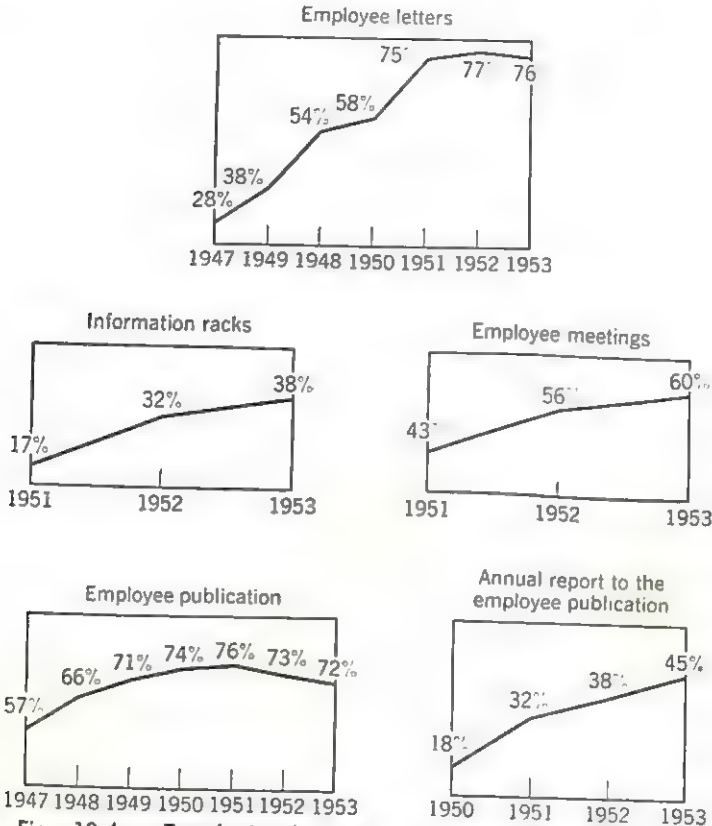 Employee letters
75
77
76
58%
54%
38%
28%
1947 1949 1948 1950 1951 1952 1953
Information racks
38%
32%
17%
1951 1952 1953
Employee meetings
60%
56
43
1951 1952 1953
Employee publication
57%
66%
71%
74%
76%
73%
72%
1947 1948 1949 1950 1951 1952 1953
Annual report to the
employee publication
45%
38%
32%
18%
1950 1951 1952 1953